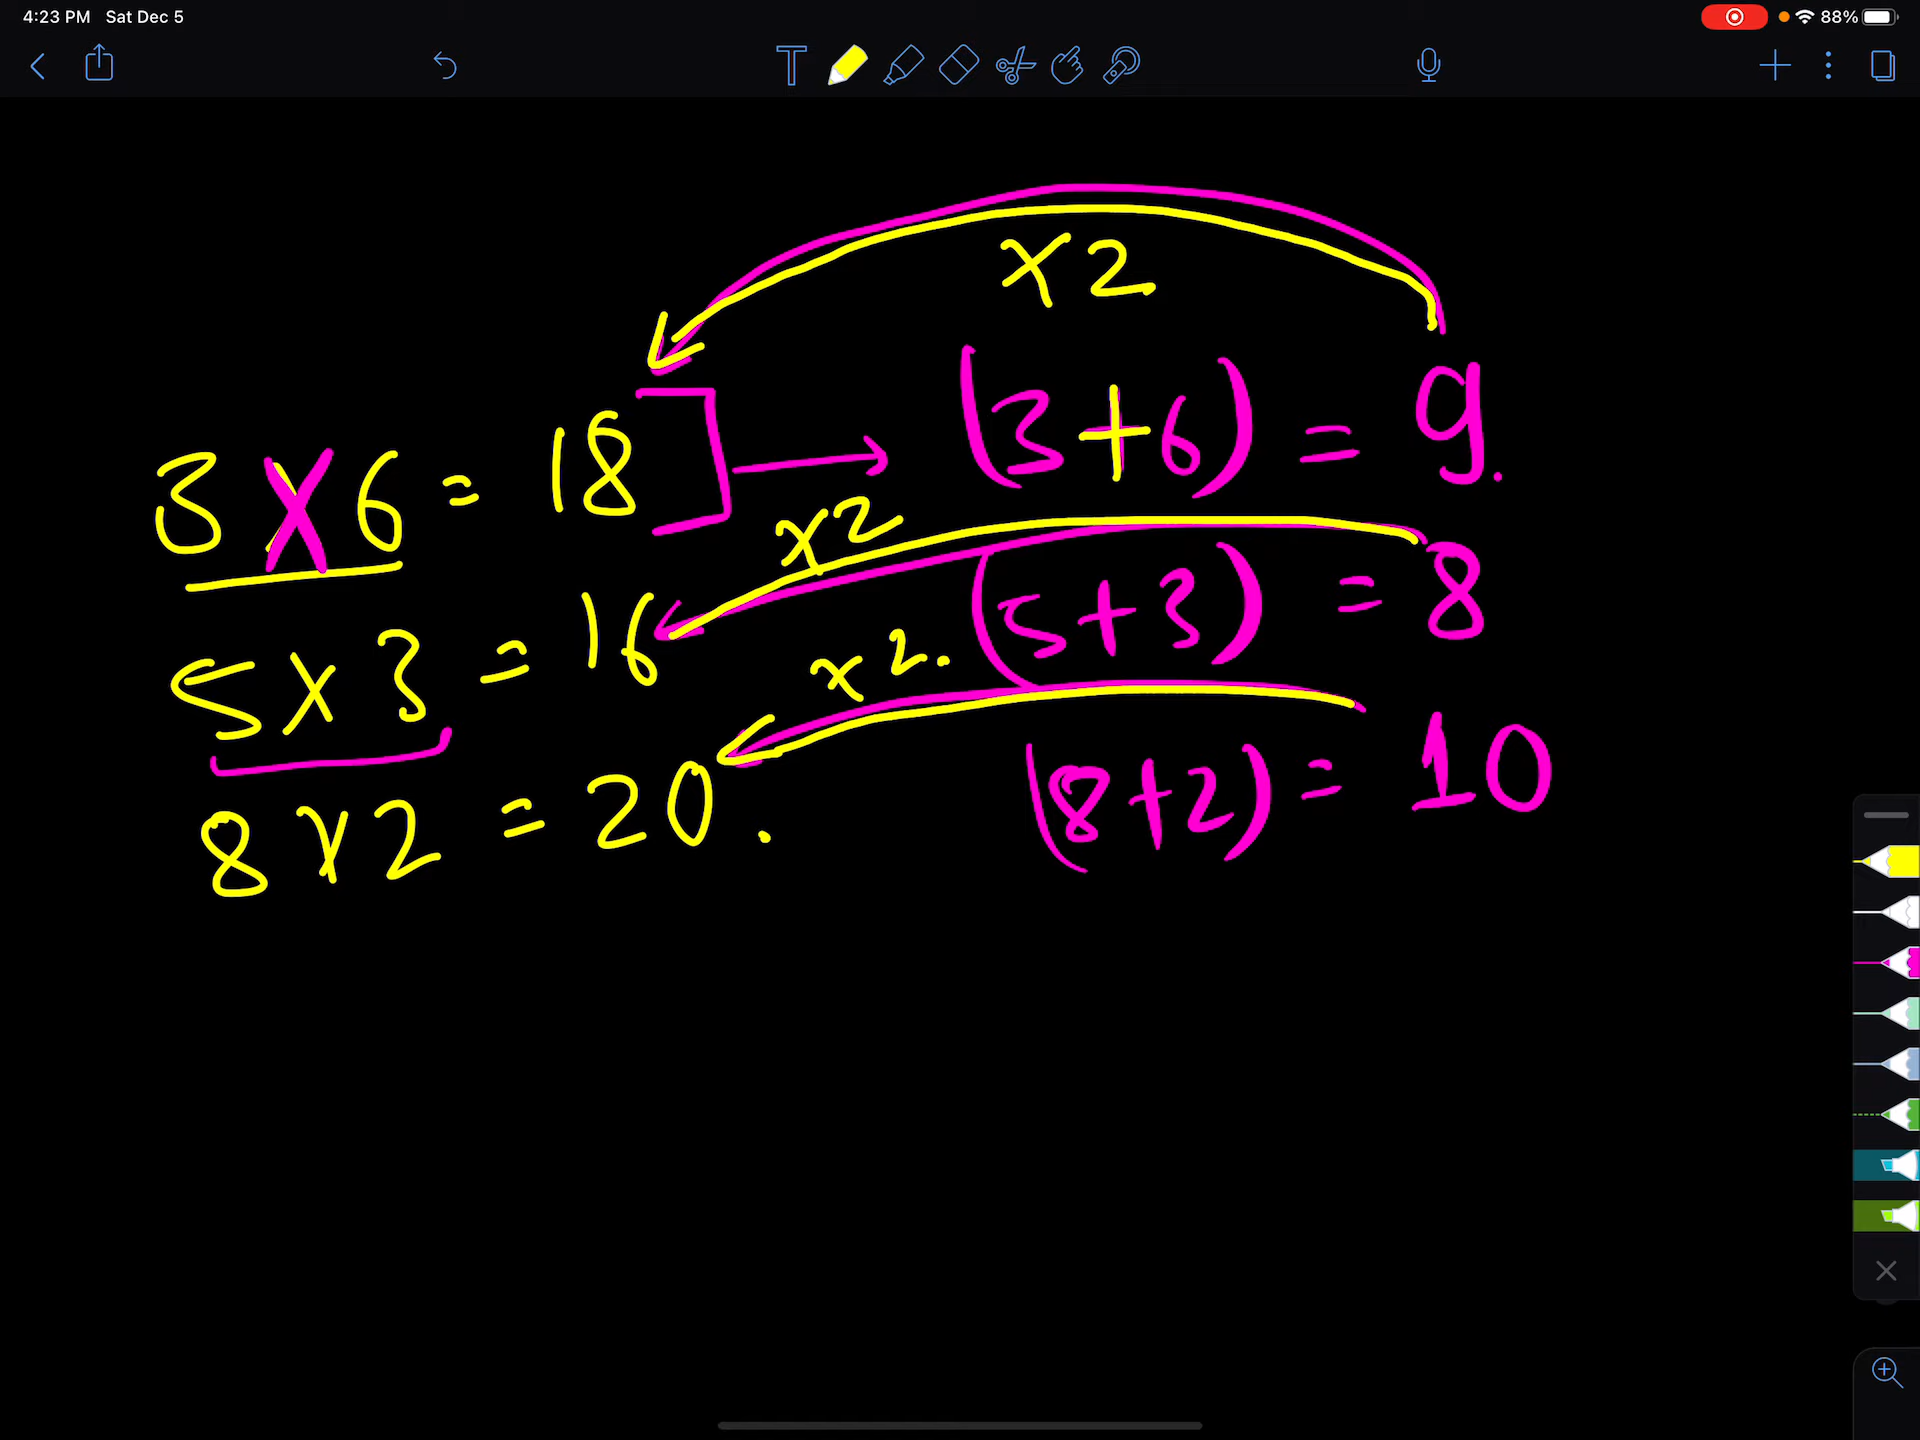 4:23 PM Sat Dec 5 88%
T
x2
3 x 6 = 18 (3+6) = 9.
x2
5 x 3 = 16 (5+3) = 8
x2.
8 x 2 = 20. (8+2) = 10